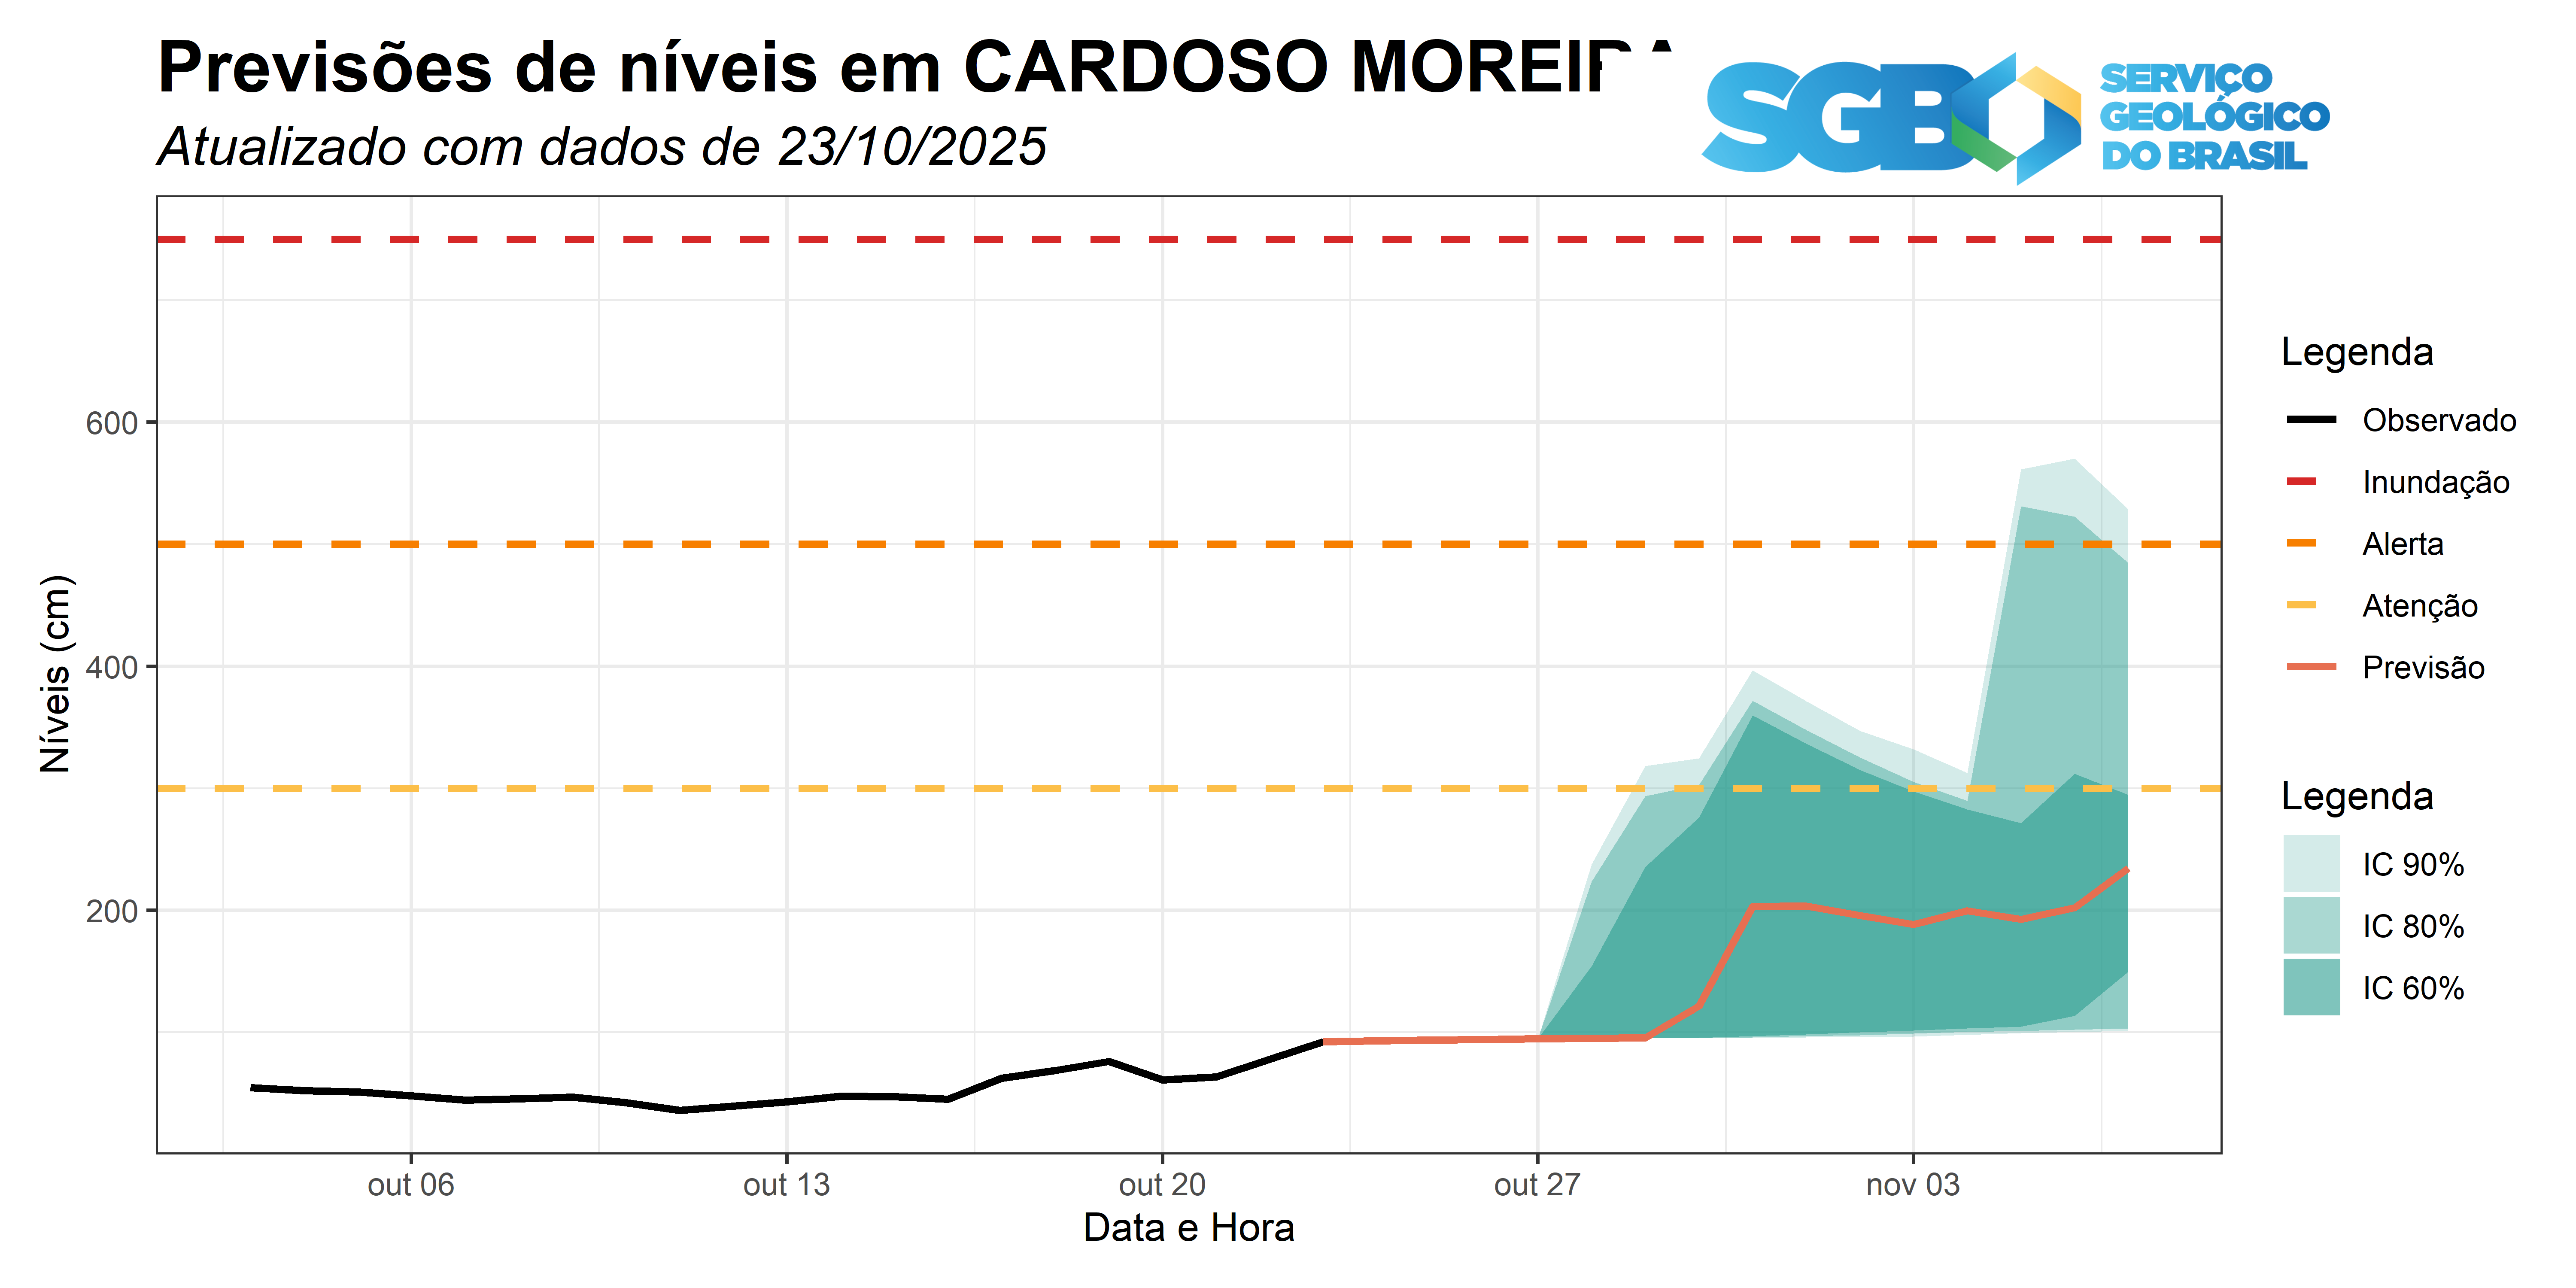 Previsões de níveis em CARDOSO MOREIRA
Atualizado com dados de 23/10/2025
SGB
SERVIÇO
GEOLÓGICO
DO BRASIL
Níveis (cm)
600
400
200
out 06
out 13
out 20
out 27
nov 03
Data e Hora
Legenda
Observado
Inundação
Alerta
Atenção
Previsão
Legenda
IC 90%
IC 80%
IC 60%